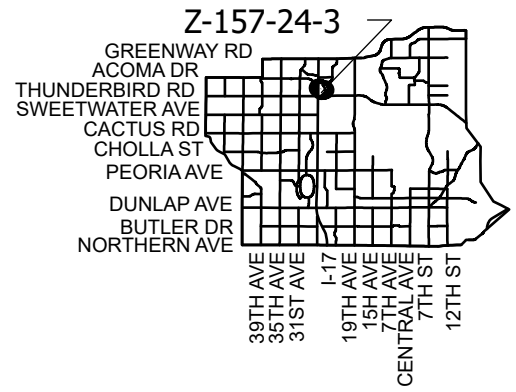 Z-157-24-3
GREENWAY RD
ACOMA DR
THUNDERBIRD RD
SWEETWATER AVE
CACTUS RD
CHOLLA ST
PEORIA AVE
DUNLAP AVE
BUTLER DR
NORTHERN AVE
39TH AVE
35TH AVE
31ST AVE
I-17
19TH AVE
15H AVE
7TH AVE
CENTRAL AVE
7TH ST
12TH ST